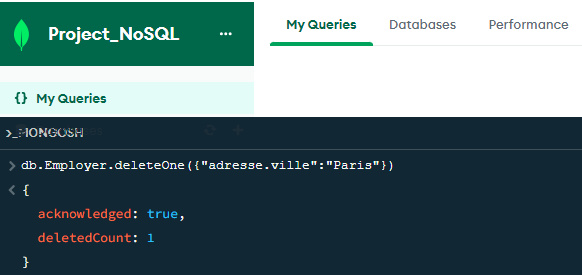 Project_NoSQL ...
My Queries Databases Performance
{} My Queries
>_MONGOSH
> db.Employer.deleteOne({"adresse.ville":"Paris"})
< {
acknowledged: true,
deletedCount: 1
}